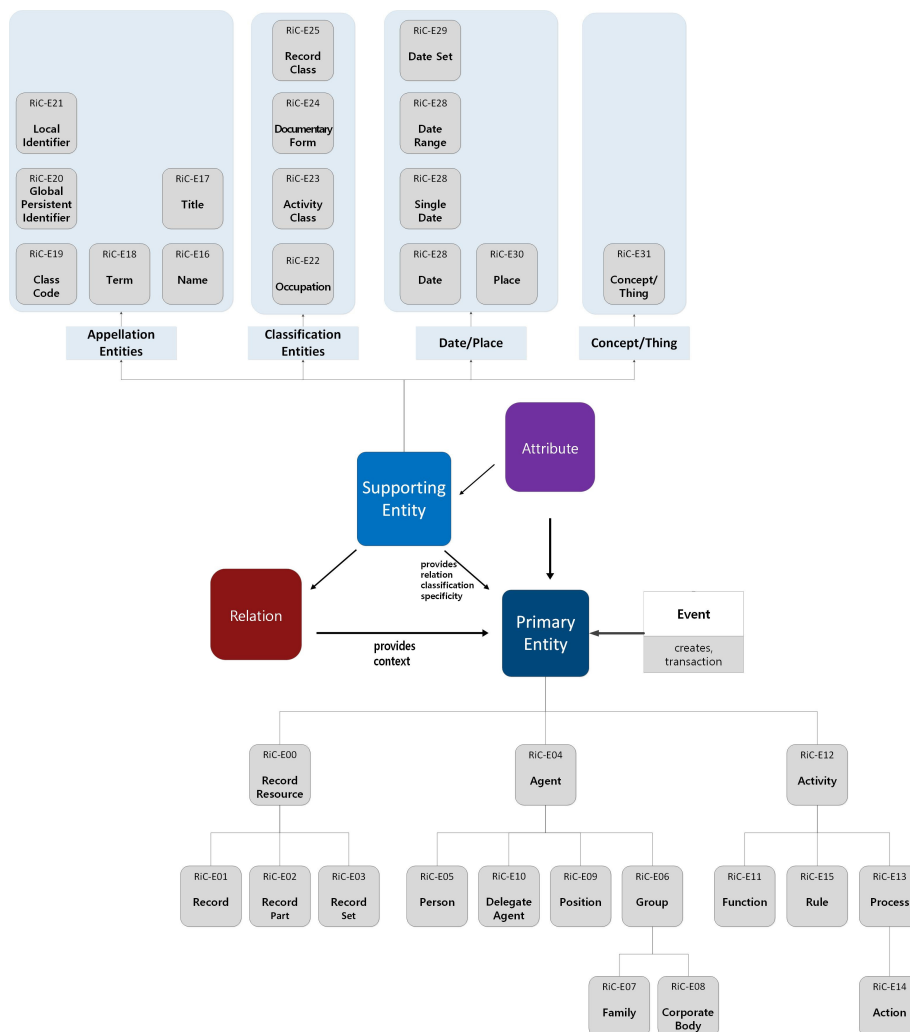 RiC-E25
Record
Class
RiC-E29
Date Set
RiC-E21
Local
Identifier
RiC-E24
Documentary
Form
RiC-E28
Date
Range
RiC-E20
Global
Persistent
Identifier
RiC-E17
Title
RiC-E23
Activity
Class
RiC-E28
Single
Date
RiC-E19
Class
Code
RiC-E18
Term
RiC-E16
Name
RiC-E22
Occupation
RiC-E28
Date
RiC-E30
Place
RiC-E31
Concept/
Thing
Appellation
Entities
Classification
Entities
Date/Place
Concept/Thing
Attribute
Supporting
Entity
provides
relation
classification
specificity
Relation
provides
context
Primary
Entity
Event
creates,
transaction
RiC-E00
Record
Resource
RiC-E04
Agent
RiC-E12
Activity
RiC-E01
Record
RiC-E02
Record
Part
RiC-E03
Record
Set
RiC-E05
Person
RiC-E10
Delegate
Agent
RiC-E09
Position
RiC-E06
Group
RiC-E11
Function
RiC-E15
Rule
RiC-E13
Process
RiC-E07
Family
RiC-E08
Corporate
Body
RiC-E14
Action